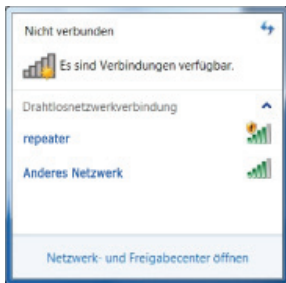 Nicht verbunden
Es sind Verbindungen verfügbar.
Drahtlosnetzwerkverbindung
repeater
Anderes Netzwerk
Netzwerk- und Freigabecenter öffnen